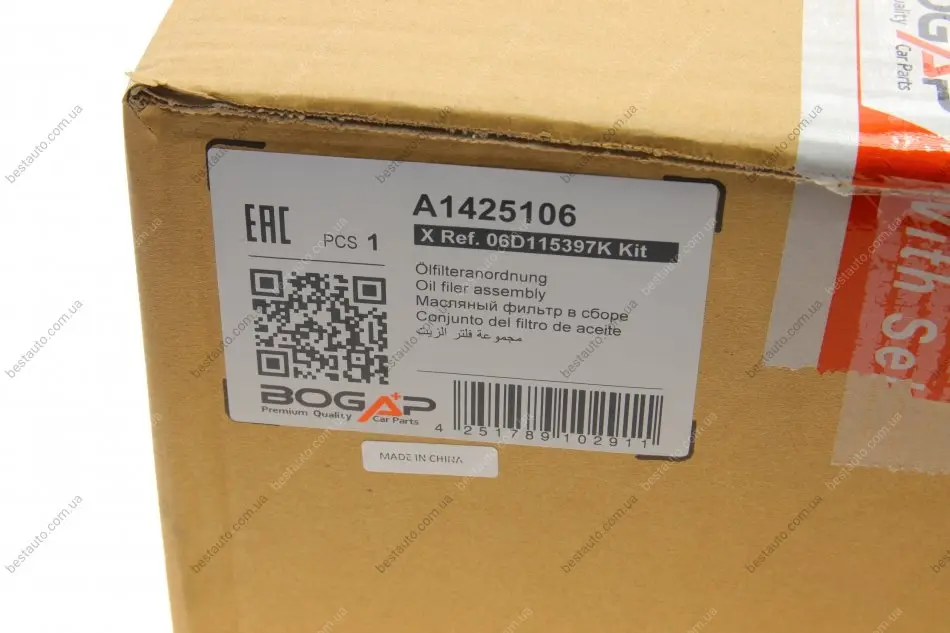 OGAP
ality Car Parts
with Se
EAC
PCS 1
A1425106
X Ref. 06D115397K Kit
Ölfilteranordnung
Oil filer assembly
Масляный фильтр в сборе
Conjunto del filtro de aceite
مجموعة فلتر الزيت
BOGAP
Premium Quality Car Parts
4 251789 102911
MADE IN CHINA
bestauto.com.ua